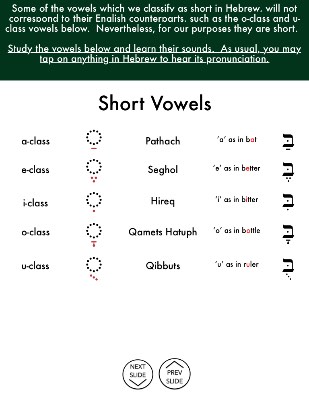 Some of the vowels which we classify as short in Hebrew, will not
correspond to their English counterparts, such as the o-class and u-
class vowels below. Nevertheless, for our purposes they are short.
Study the vowels below and learn their sounds. As usual, you may
tap on anything in Hebrew to hear its pronunciation.
Short Vowels
a-class ◌ַ Pathach 'a' as in bat בַּ
e-class ◌ֶ Seghol 'e' as in better בֶּ
i-class ◌ִ Hireq 'i' as in bitter בִּ
o-class ◌ָ Qamets Hatuph 'o' as in bottle בָּ
u-class ◌ֻ Qibbuts 'u' as in ruler בֻּ
NEXT
SLIDE
PREV
SLIDE